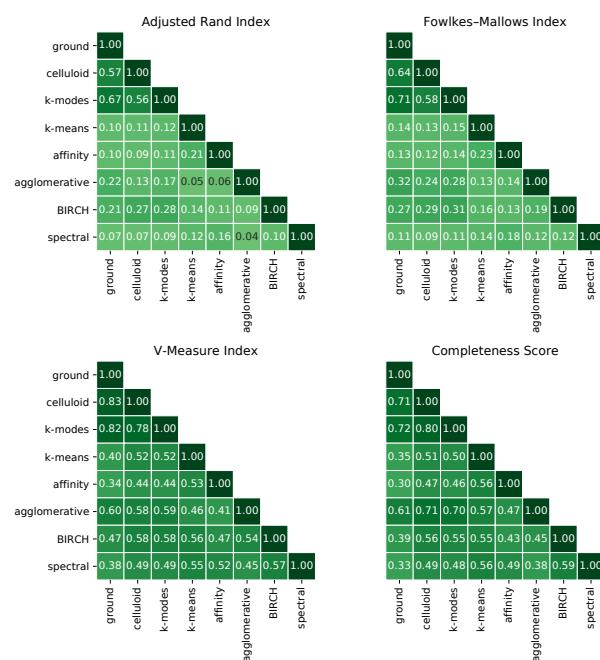 Adjusted Rand Index
ground 1.00
celluloid 0.57 1.00
k-modes 0.67 0.56 1.00
k-means 0.10 0.11 0.12 1.00
affinity 0.10 0.09 0.11 0.21 1.00
agglomerative 0.22 0.13 0.17 0.05 0.06 1.00
BIRCH 0.21 0.27 0.28 0.14 0.11 0.09 1.00
spectral 0.07 0.07 0.09 0.12 0.16 0.04 0.10 1.00
ground celluloid k-modes k-means affinity agglomerative BIRCH spectral
Fowlkes–Mallows Index
1.00
0.64 1.00
0.71 0.58 1.00
0.14 0.13 0.15 1.00
0.13 0.12 0.14 0.23 1.00
0.32 0.24 0.28 0.13 0.14 1.00
0.27 0.29 0.31 0.16 0.13 0.19 1.00
0.11 0.09 0.11 0.14 0.18 0.12 0.12 1.00
ground celluloid k-modes k-means affinity agglomerative BIRCH spectral
V-Measure Index
ground 1.00
celluloid 0.83 1.00
k-modes 0.82 0.78 1.00
k-means 0.40 0.52 0.52 1.00
affinity 0.34 0.44 0.44 0.53 1.00
agglomerative 0.60 0.58 0.59 0.46 0.41 1.00
BIRCH 0.47 0.58 0.58 0.56 0.47 0.54 1.00
spectral 0.38 0.49 0.49 0.55 0.52 0.45 0.57 1.00
ground celluloid k-modes k-means affinity agglomerative BIRCH spectral
Completeness Score
1.00
0.71 1.00
0.72 0.80 1.00
0.35 0.51 0.50 1.00
0.30 0.47 0.46 0.56 1.00
0.61 0.71 0.70 0.57 0.47 1.00
0.39 0.56 0.55 0.55 0.43 0.45 1.00
0.33 0.49 0.48 0.56 0.49 0.38 0.59 1.00
ground celluloid k-modes k-means affinity agglomerative BIRCH spectral